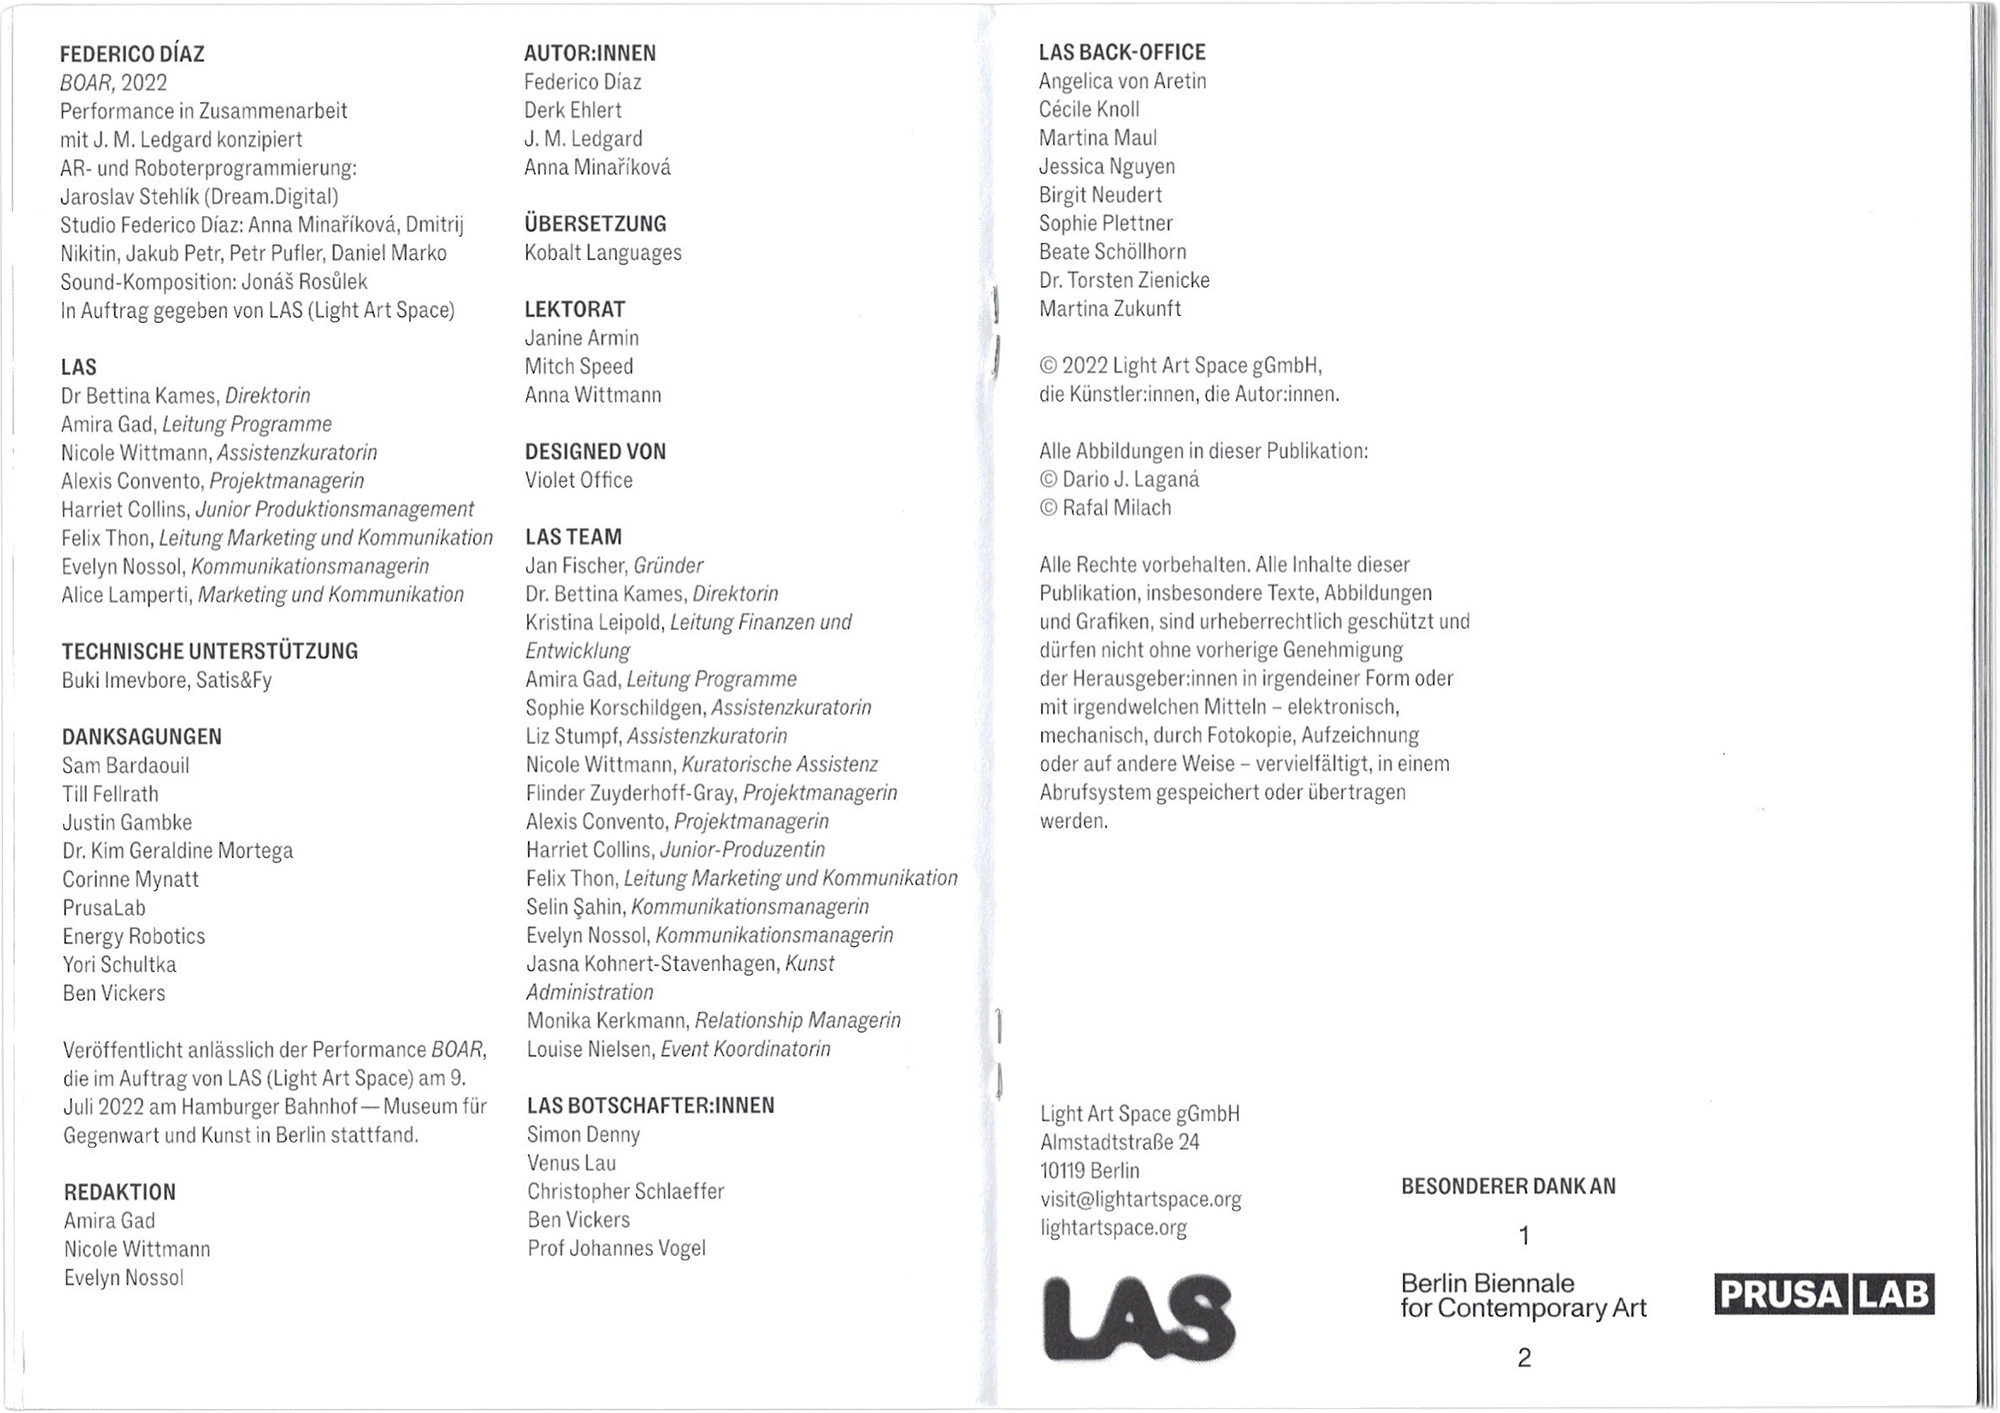 FEDERICO DÍAZ
BOAR, 2022
Performance in Zusammenarbeit
mit J. M. Ledgard konzipiert
AR- und Roboterprogrammierung:
Jaroslav Stehlík (Dream.Digital)
Studio Federico Díaz: Anna Minaříková, Dmitrij
Nikitin, Jakub Petr, Petr Pufler, Daniel Marko
Sound-Komposition: Jonáš Rosůlek
In Auftrag gegeben von LAS (Light Art Space)
LAS
Dr Bettina Kames, Direktorin
Amira Gad, Leitung Programme
Nicole Wittmann, Assistenzkuratorin
Alexis Convento, Projektmanagerin
Harriet Collins, Junior Produktionsmanagement
Felix Thon, Leitung Marketing und Kommunikation
Evelyn Nossol, Kommunikationsmanagerin
Alice Lamperti, Marketing und Kommunikation
TECHNISCHE UNTERSTÜTZUNG
Buki Imevbore, Satis&Fy
DANKSAGUNGEN
Sam Bardaouil
Till Fellrath
Justin Gambke
Dr. Kim Geraldine Mortega
Corinne Mynatt
PrusaLab
Energy Robotics
Yori Schultka
Ben Vickers
Veröffentlicht anlässlich der Performance BOAR,
die im Auftrag von LAS (Light Art Space) am 9.
Juli 2022 am Hamburger Bahnhof — Museum für
Gegenwart und Kunst in Berlin stattfand.
REDAKTION
Amira Gad
Nicole Wittmann
Evelyn Nossol
AUTOR:INNEN
Federico Díaz
Derk Ehlert
J. M. Ledgard
Anna Minaříková
ÜBERSETZUNG
Kobalt Languages
LEKTORAT
Janine Armin
Mitch Speed
Anna Wittmann
DESIGNED VON
Violet Office
LAS TEAM
Jan Fischer, Gründer
Dr. Bettina Kames, Direktorin
Kristina Leipold, Leitung Finanzen und
Entwicklung
Amira Gad, Leitung Programme
Sophie Korschildgen, Assistenzkuratorin
Liz Stumpf, Assistenzkuratorin
Nicole Wittmann, Kuratorische Assistenz
Flinder Zuyderhoff-Gray, Projektmanagerin
Alexis Convento, Projektmanagerin
Harriet Collins, Junior-Produzentin
Felix Thon, Leitung Marketing und Kommunikation
Selin Şahin, Kommunikationsmanagerin
Evelyn Nossol, Kommunikationsmanagerin
Jasna Kohnert-Stavenhagen, Kunst
Administration
Monika Kerkmann, Relationship Managerin
Louise Nielsen, Event Koordinatorin
LAS BOTSCHAFTER:INNEN
Simon Denny
Venus Lau
Christopher Schlaeffer
Ben Vickers
Prof Johannes Vogel
LAS BACK-OFFICE
Angelica von Aretin
Cécile Knoll
Martina Maul
Jessica Nguyen
Birgit Neudert
Sophie Plettner
Beate Schöllhorn
Dr. Torsten Zienicke
Martina Zukunft
© 2022 Light Art Space gGmbH,
die Künstler:innen, die Autor:innen.
Alle Abbildungen in dieser Publikation:
© Dario J. Laganá
© Rafal Milach
Alle Rechte vorbehalten. Alle Inhalte dieser
Publikation, insbesondere Texte, Abbildungen
und Grafiken, sind urheberrechtlich geschützt und
dürfen nicht ohne vorherige Genehmigung
der Herausgeber:innen in irgendeiner Form oder
mit irgendwelchen Mitteln – elektronisch,
mechanisch, durch Fotokopie, Aufzeichnung
oder auf andere Weise – vervielfältigt, in einem
Abrufsystem gespeichert oder übertragen
werden.
Light Art Space gGmbH
Almstadtstraße 24
10119 Berlin
visit@lightartspace.org
lightartspace.org
LAS
BESONDERER DANK AN
1
Berlin Biennale
for Contemporary Art
2
PRUSA LAB